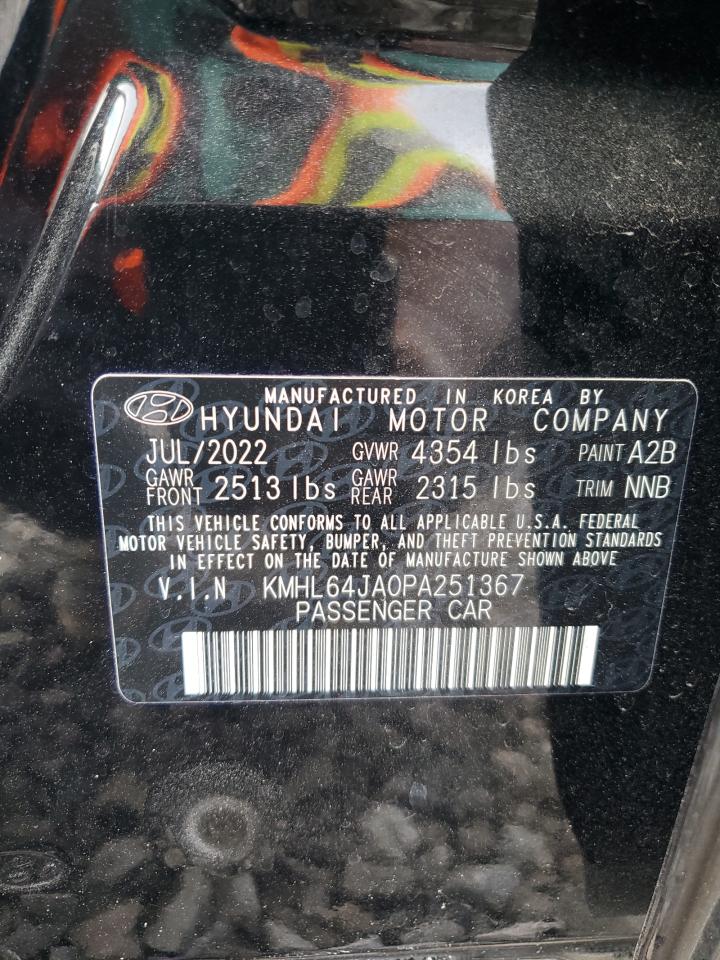 MANUFACTURED IN KOREA BY
HYUNDAI MOTOR COMPANY
JUL/2022 GVWR 4354 lbs PAINT A2B
GAWR FRONT 2513 lbs GAWR REAR 2315 lbs TRIM NNB
THIS VEHICLE CONFORMS TO ALL APPLICABLE U.S.A. FEDERAL
MOTOR VEHICLE SAFETY, BUMPER, AND THEFT PREVENTION STANDARDS
IN EFFECT ON THE DATE OF MANUFACTURE SHOWN ABOVE
V.I.N KMHL64JA0PA251367
PASSENGER CAR